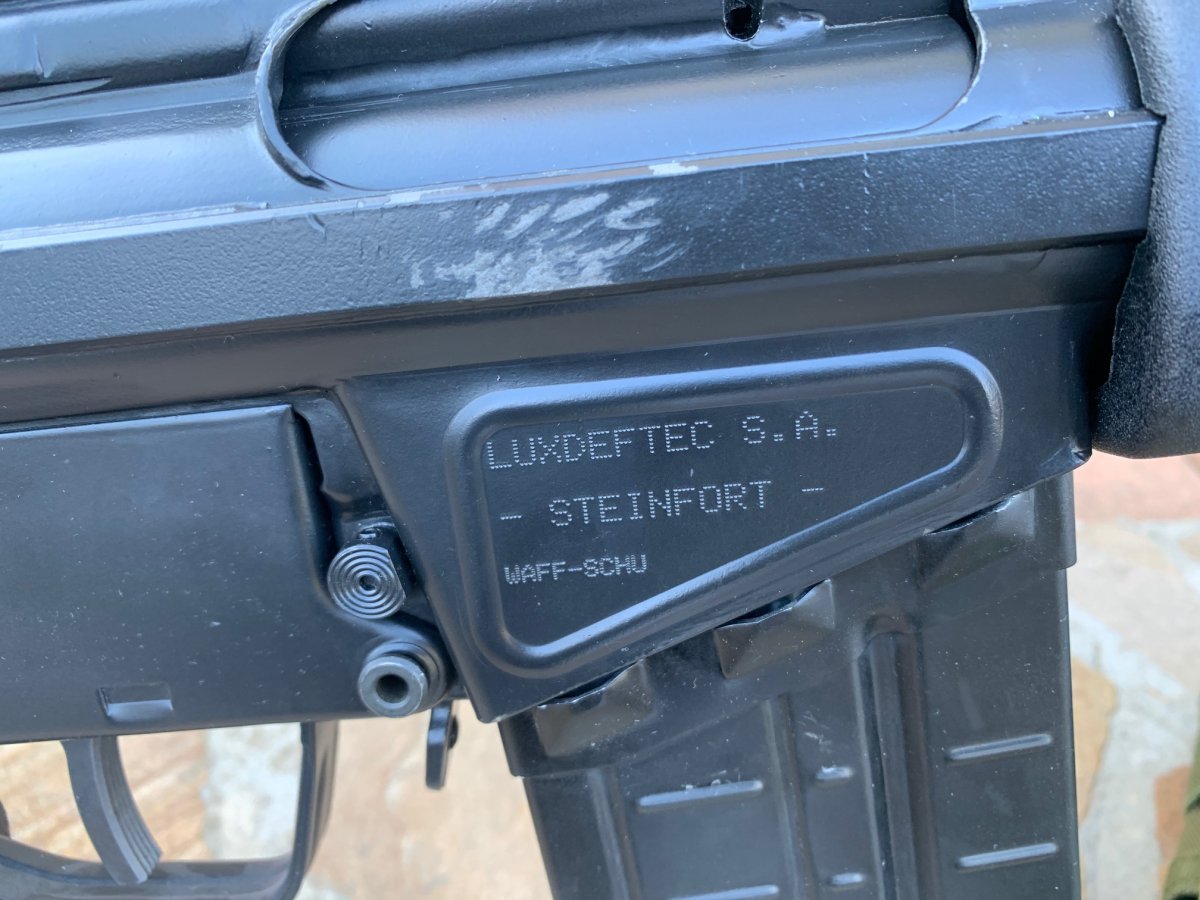 LUXDEFTEC S.A.
- STEINFORT -
WAFF-SCHU